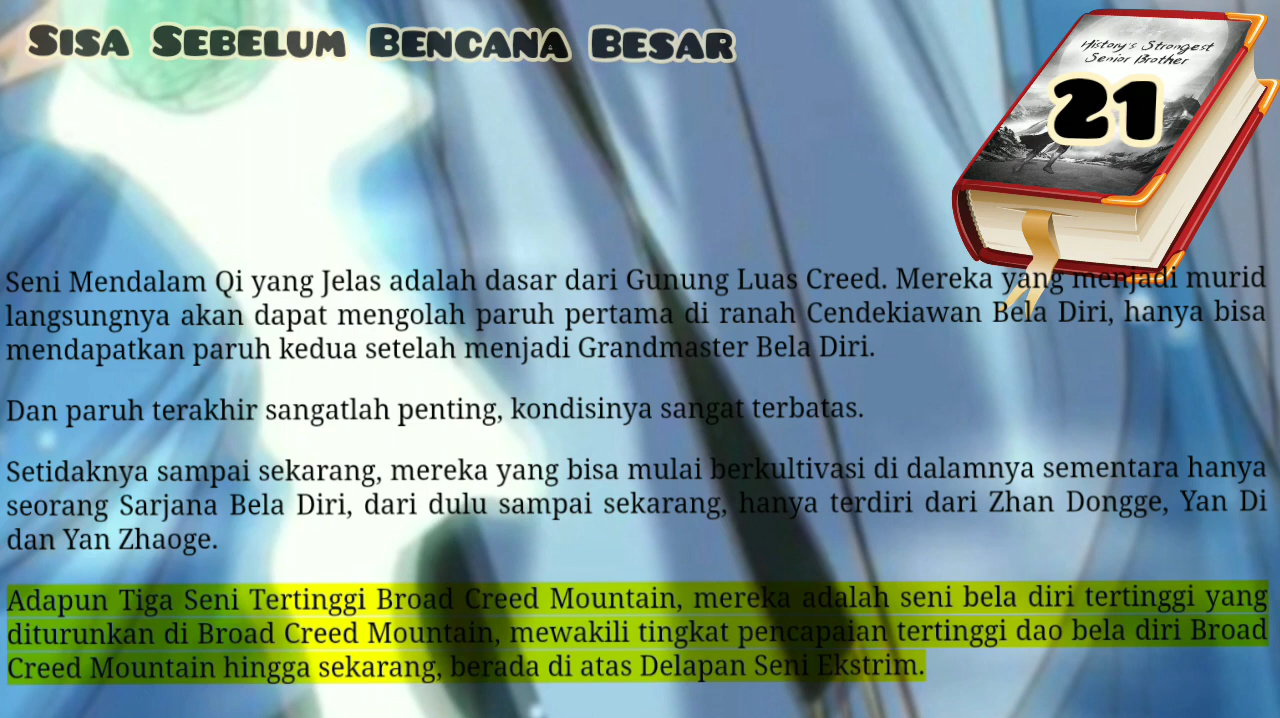 Sisa Sebelum Bencana Besar
History's Strongest
Senior Brother
21
Seni Mendalam Qi yang Jelas adalah dasar dari Gunung Luas Creed. Mereka yang menjadi murid
langsungnya akan dapat mengolah paruh pertama di ranah Cendekiawan Bela Diri, hanya bisa
mendapatkan paruh kedua setelah menjadi Grandmaster Bela Diri.
Dan paruh terakhir sangatlah penting, kondisinya sangat terbatas.
Setidaknya sampai sekarang, mereka yang bisa mulai berkultivasi di dalamnya sementara hanya
seorang Sarjana Bela Diri, dari dulu sampai sekarang, hanya terdiri dari Zhan Dongge, Yan Di
dan Yan Zhaoge.
Adapun Tiga Seni Tertinggi Broad Creed Mountain, mereka adalah seni bela diri tertinggi yang
diturunkan di Broad Creed Mountain, mewakili tingkat pencapaian tertinggi dao bela diri Broad
Creed Mountain hingga sekarang, berada di atas Delapan Seni Ekstrim.